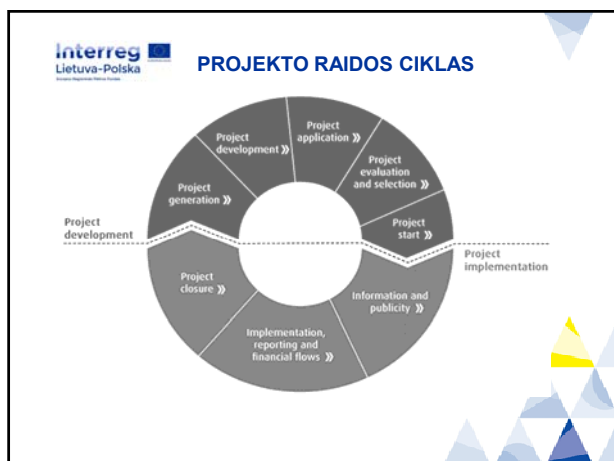 Interreg
Lietuva-Polska
PROJEKTO RAIDOS CIKLAS
Project
generation »
Project
development »
Project
application »
Project
evaluation
and selection »
Project
start »
Project
development
Project
implementation
Information and
publicity »
Implementation,
reporting and
financial flows »
Project
closure »